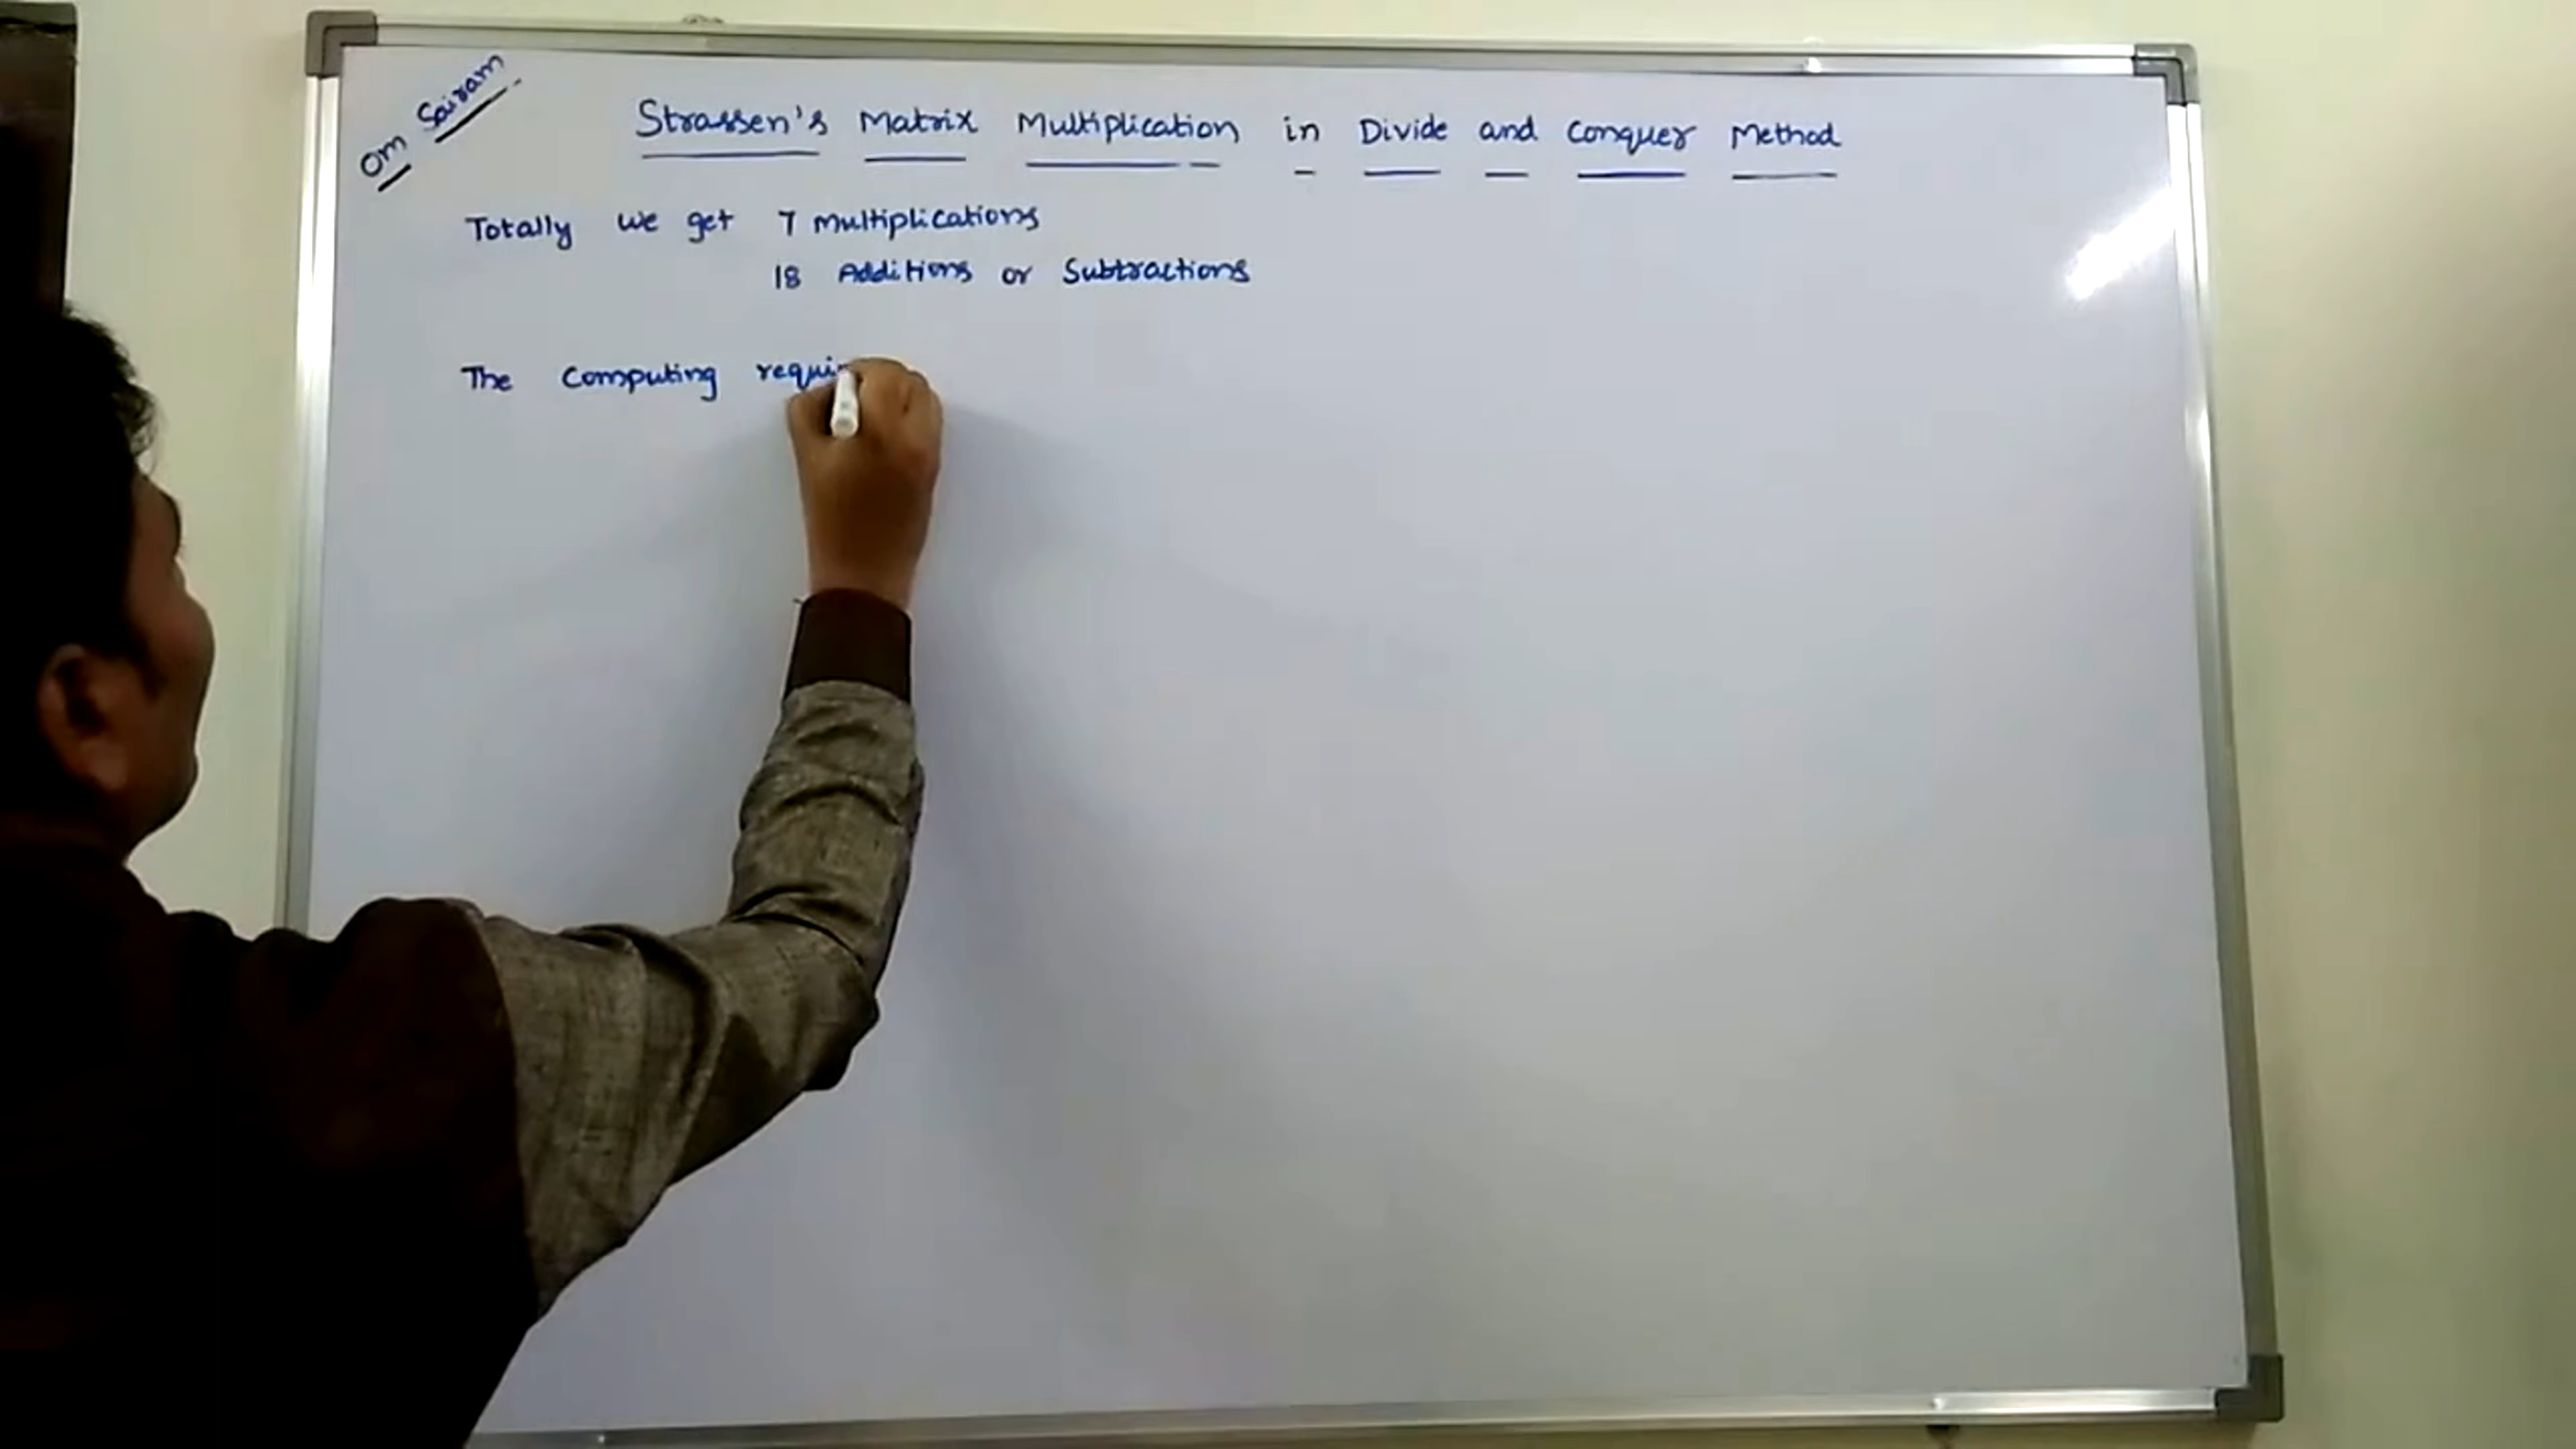 Om Sairam
Strassen's Matrix Multiplication in Divide and Conquer Method
Totally we get 7 Multiplications
18 Additions or Subtractions
The Computing requi